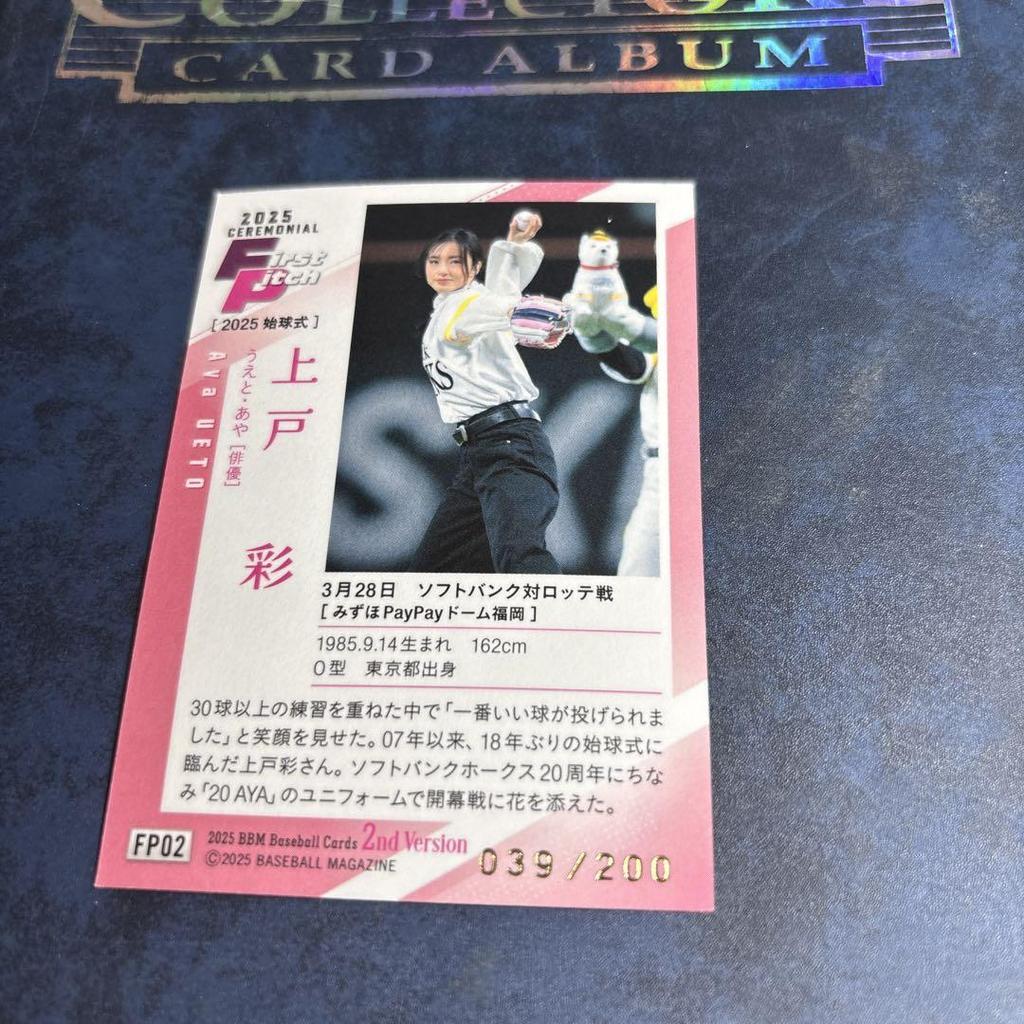 COLLECTOR
CARD ALBUM
2025
CEREMONIAL
First
Pitch
[ 2025 始球式 ]
上戸 彩
うえと・あや [俳優]
Aya UETO
KS
3月28日 ソフトバンク対ロッテ戦
[ みずほPayPayドーム福岡 ]
1985.9.14生まれ 162cm
O型 東京都出身
30球以上の練習を重ねた中で「一番いい球が投げられま
した」と笑顔を見せた。07年以来、18年ぶりの始球式に
臨んだ上戸彩さん。ソフトバンクホークス20周年にちな
み「20 AYA」のユニフォームで開幕戦に花を添えた。
FP02
2025 BBM Baseball Cards 2nd Version
©2025 BASEBALL MAGAZINE
039/200